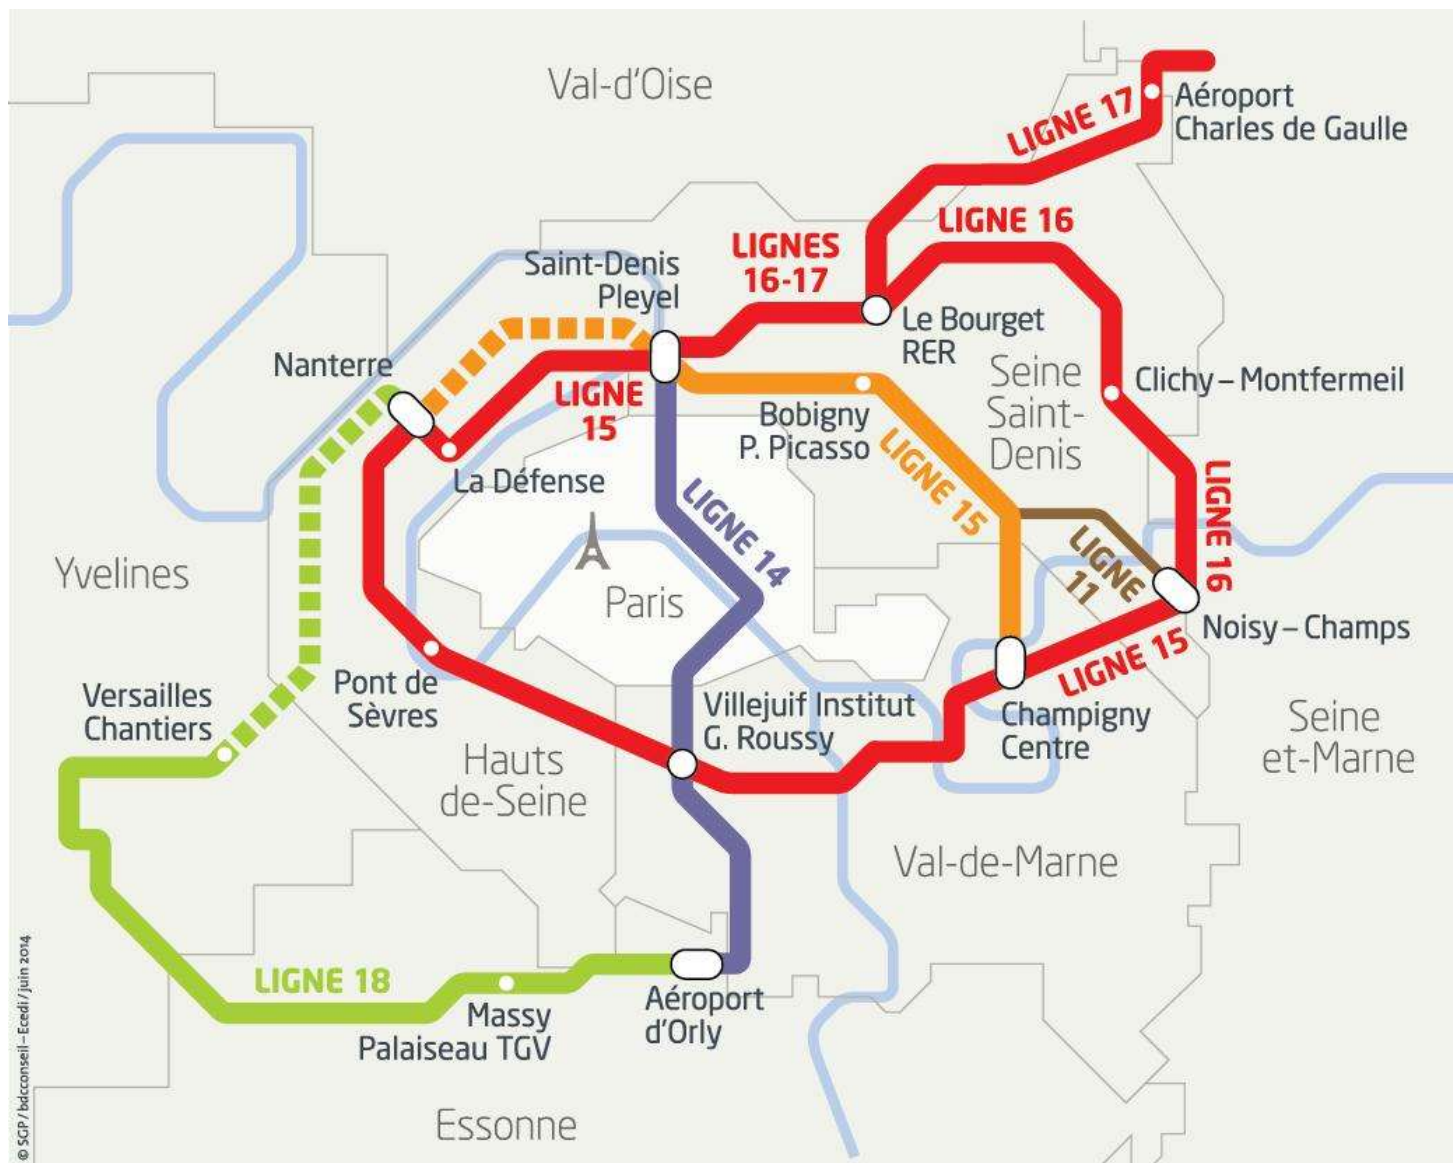 Val-d'Oise
Aéroport
Charles de Gaulle
LIGNE 17
LIGNE 16
LIGNES
16-17
Saint-Denis
Pleyel
Le Bourget
RER
Nanterre
Seine
Saint-
Denis
Clichy – Montfermeil
LIGNE
15
Bobigny
P. Picasso
La Défense
LIGNE 15
LIGNE 14
LIGNE 16
LIGNE
11
Yvelines
Paris
Noisy – Champs
LIGNE 15
Versailles
Chantiers
Pont de
Sèvres
Villejuif Institut
G. Roussy
Champigny
Centre
Seine
et-Marne
Hauts
de-Seine
Val-de-Marne
LIGNE 18
Massy
Palaiseau TGV
Aéroport
d'Orly
Essonne
© SGP / bdcconseil – Ecedi / juin 2014